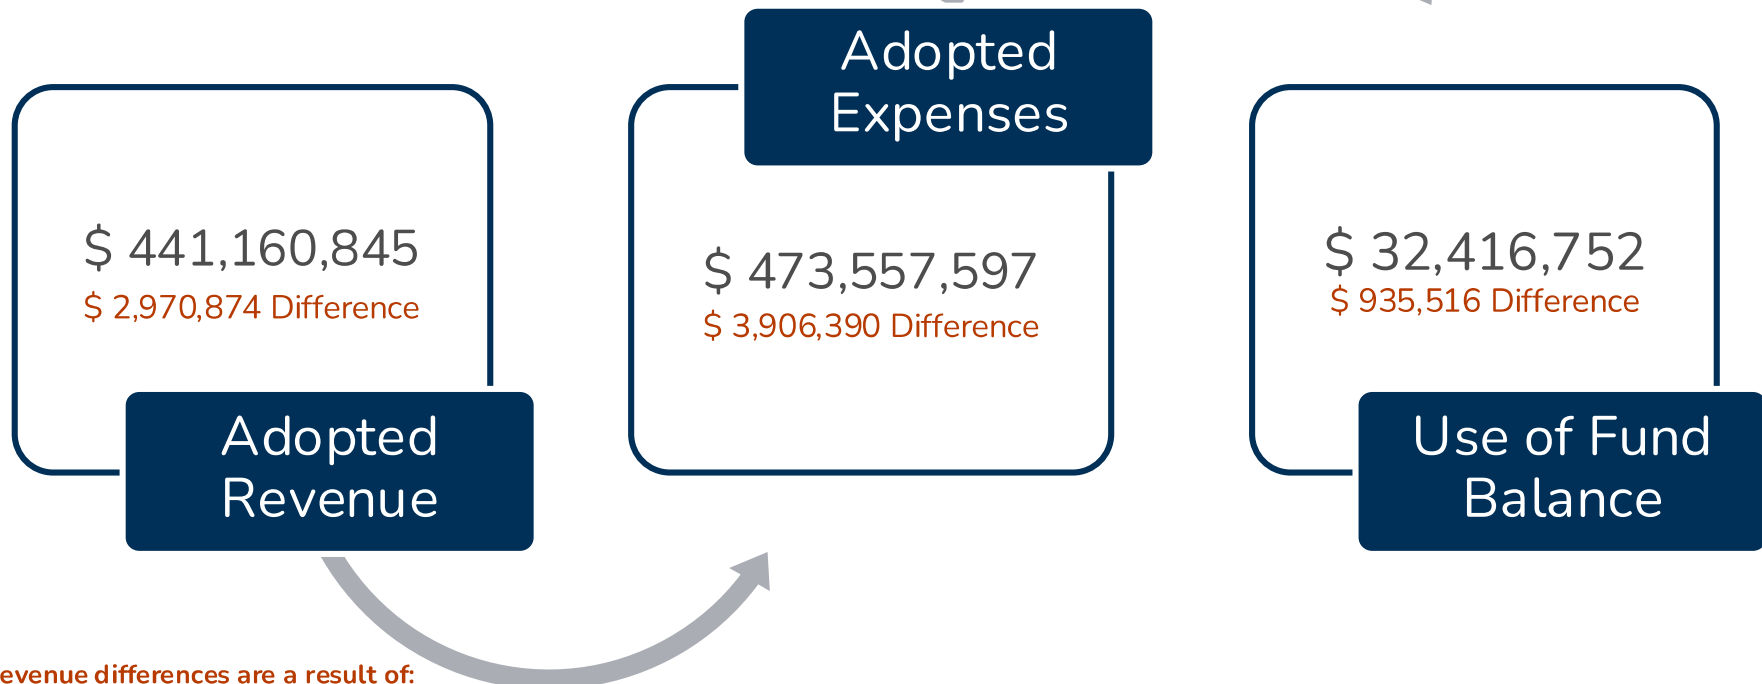 $ 441,160,845
$ 2,970,874 Difference
Adopted
Revenue
Adopted
Expenses
$ 473,557,597
$ 3,906,390 Difference
$ 32,416,752
$ 935,516 Difference
Use of Fund
Balance
evenue differences are a result of: